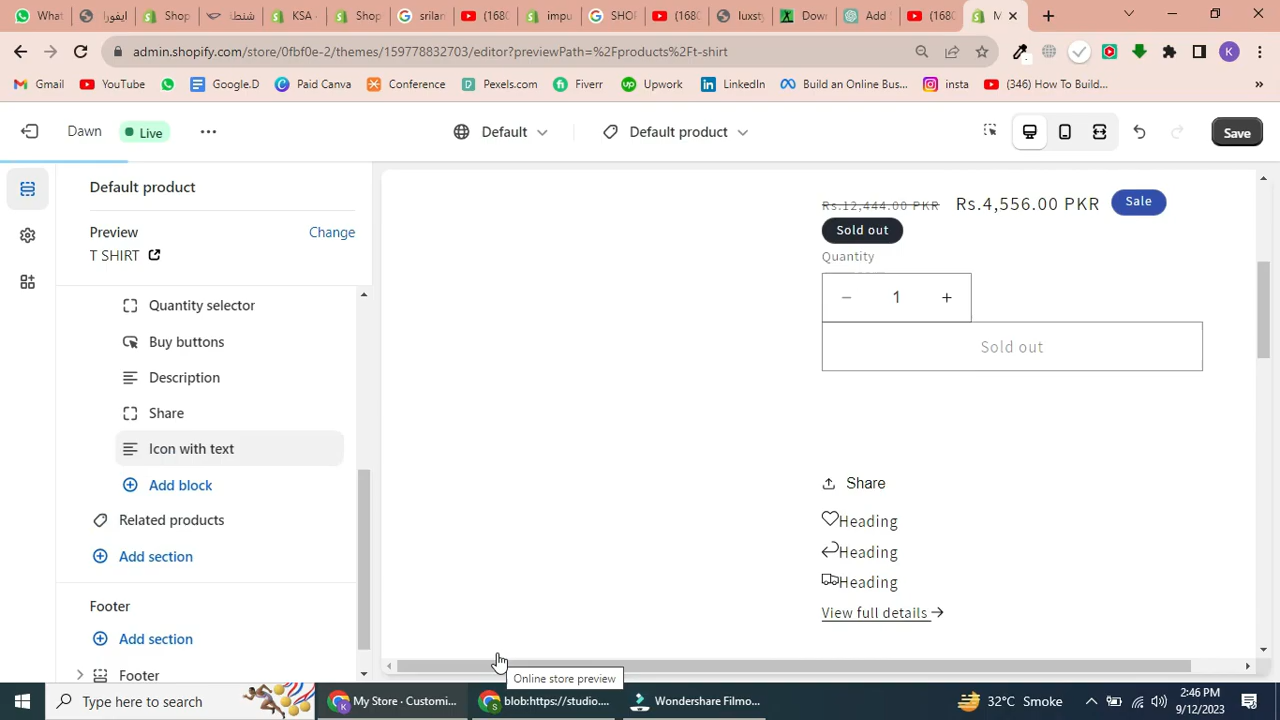 What
Shop
شنطة
KSA -
Shop
srilar
(1680
impu
SHOP
(1680
luxsty
Down
Add
(1680
M
admin.shopify.com/store/0fbf0e-2/themes/159778832703/editor?previewPath=%2Fproducts%2Ft-shirt
K
Gmail
YouTube
Google.D
Paid Canva
Conference
Pexels.com
Fiverr
Upwork
LinkedIn
Build an Online Bus...
insta
(346) How To Build...
»
Dawn
Live
Default
Default product
Save
Default product
Preview
Change
T SHIRT
Quantity selector
Buy buttons
Description
Share
Icon with text
Add block
Related products
Add section
Footer
Add section
Footer
Rs.12,444.00 PKR Rs.4,556.00 PKR Sale
Sold out
Quantity
− 1 +
Sold out
Share
Heading
Heading
Heading
View full details
Online store preview
Type here to search
My Store · Customi...
blob:https://studio....
Wondershare Filmo...
32°C Smoke
2:46 PM
9/12/2023